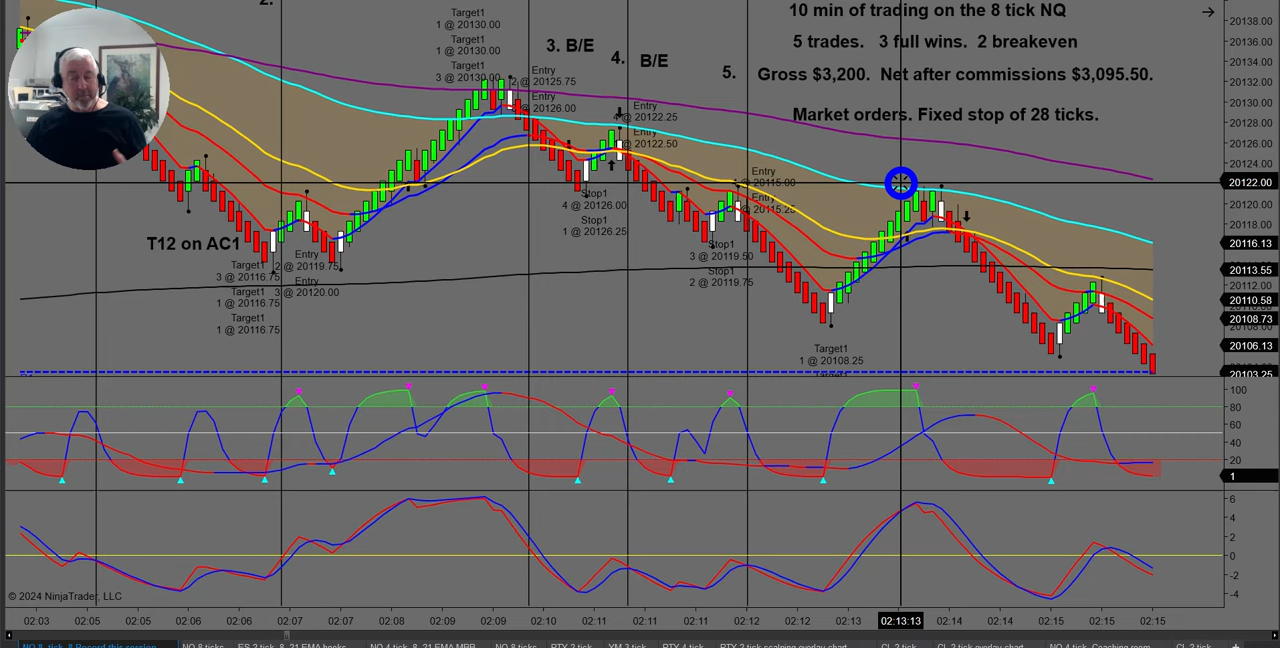 2.
10 min of trading on the 8 tick NQ
5 trades. 3 full wins. 2 breakeven
Gross $3,200. Net after commissions $3,095.50.
Market orders. Fixed stop of 28 ticks.
Target1
1 @ 20130.00
Target1
1 @ 20130.00
Target1
3 @ 20130.00
3. B/E
4.
B/E
5.
Entry
2 @ 20125.75
Entry
@ 20126.00
Entry
4 @ 20122.25
Entry
@ 20122.50
Entry
1 @ 20115.00
Entry
@ 20115.25
Stop1
4 @ 20126.00
Stop1
1 @ 20126.25
Stop1
3 @ 20119.50
Stop1
2 @ 20119.75
T12 on AC1
Target1
3 @ 20116.75
Target1
1 @ 20116.75
Target1
1 @ 20116.75
Entry
2 @ 20119.75
Entry
3 @ 20120.00
Target1
1 @ 20108.25
20138.00
20136.00
20134.00
20132.00
20130.00
20128.00
20126.00
20124.00
20122.00
20120.00
20118.00
20116.13
20113.55
20112.00
20110.58
20108.73
20106.13
20103.25
100
80
60
40
20
1
6
4
2
0
-2
-4
© 2024 NinjaTrader, LLC
02:03 02:05 02:05 02:06 02:06 02:07 02:07 02:08 02:08 02:09 02:10 02:11 02:11 02:11 02:12 02:12 02:13 02:13:13 02:14 02:14 02:15 02:15 02:15